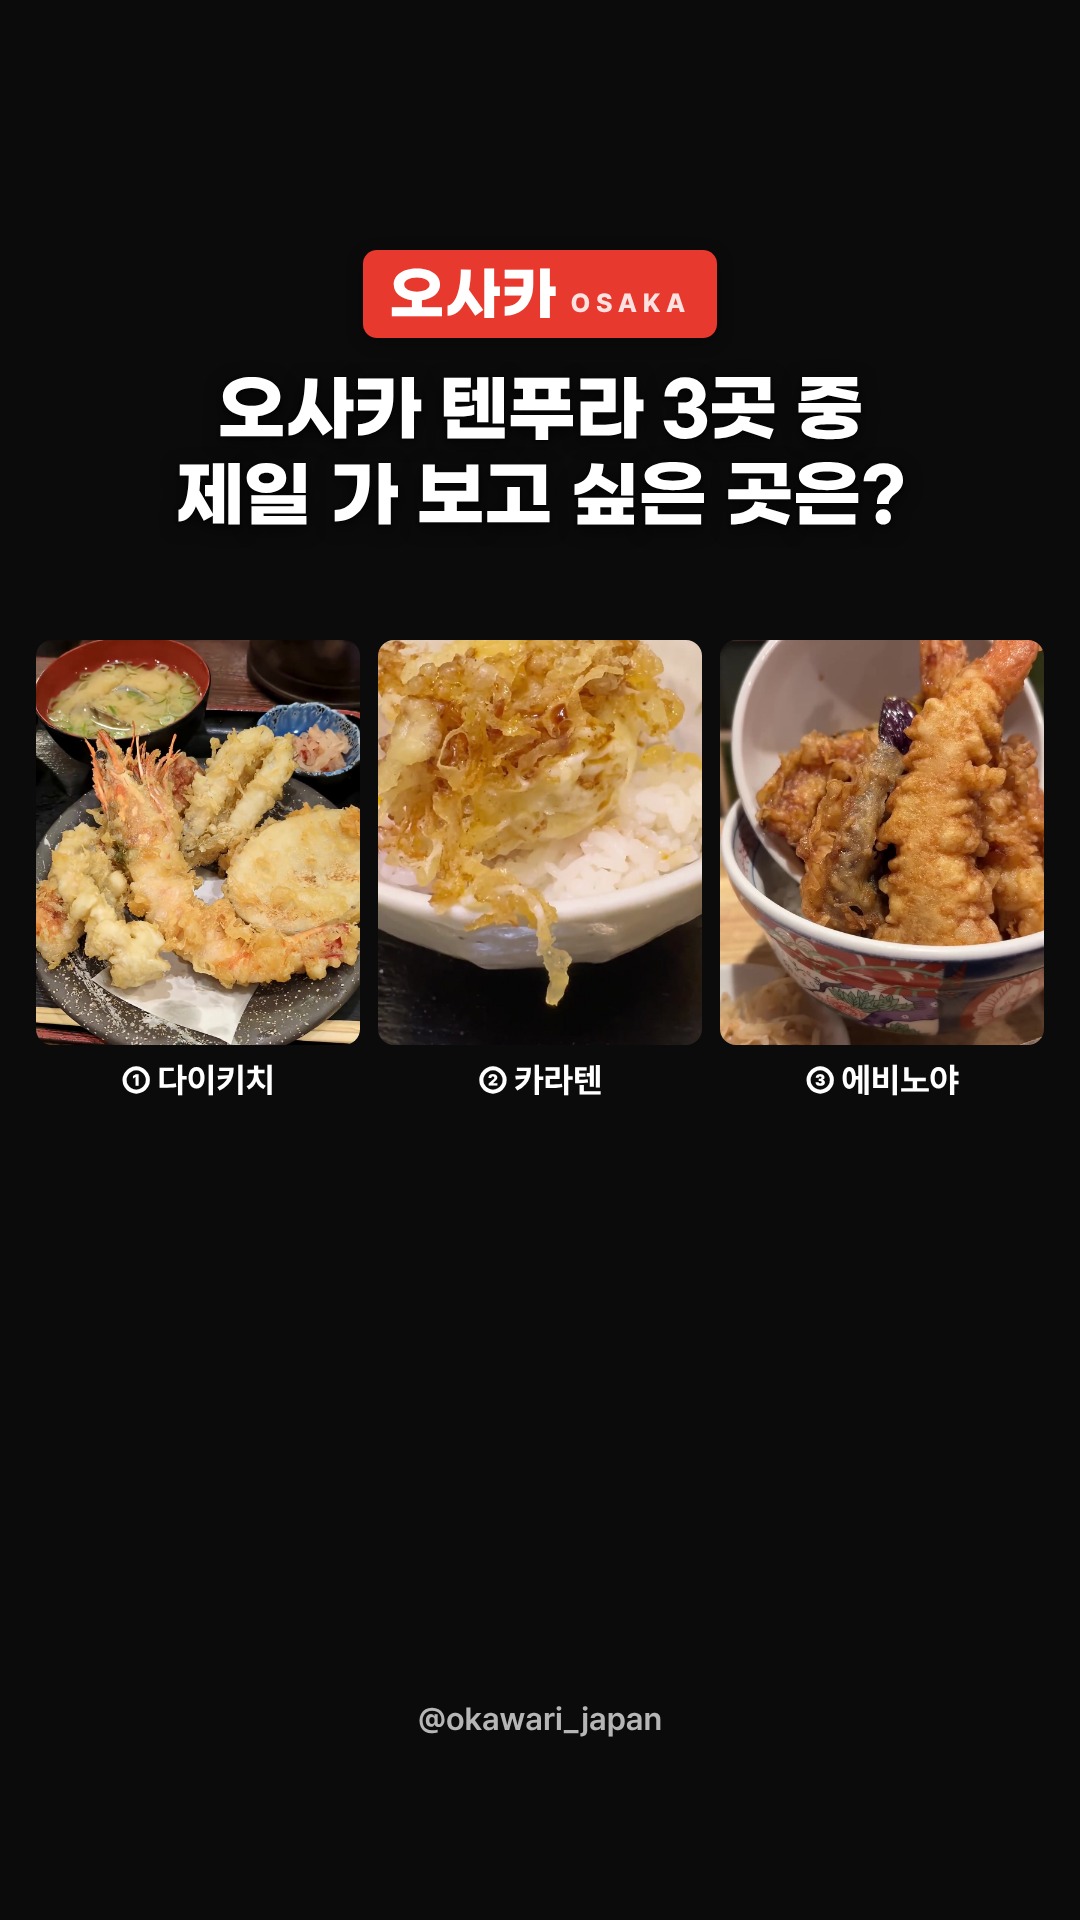 오사카 OSAKA
오사카 텐푸라 3곳 중
제일 가 보고 싶은 곳은?
① 다이키치
② 카라텐
③ 에비노야
@okawari_japan